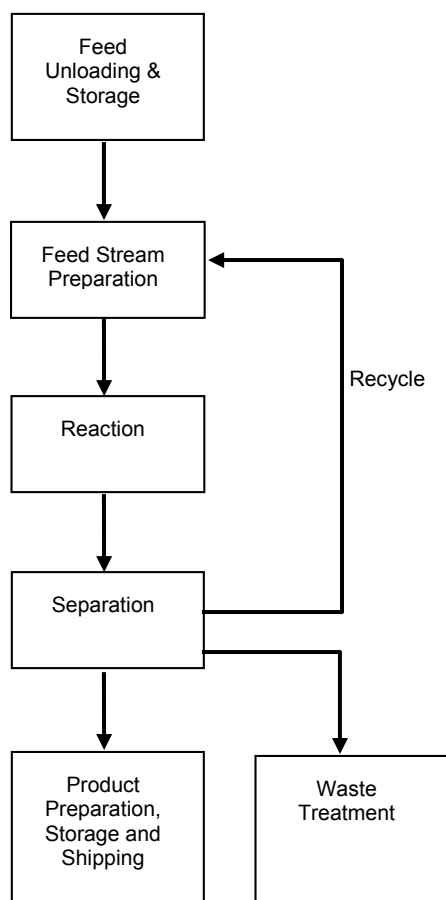 Feed
Unloading &
Storage
Feed Stream
Preparation
Recycle
Reaction
Separation
Product
Preparation,
Storage and
Shipping
Waste
Treatment